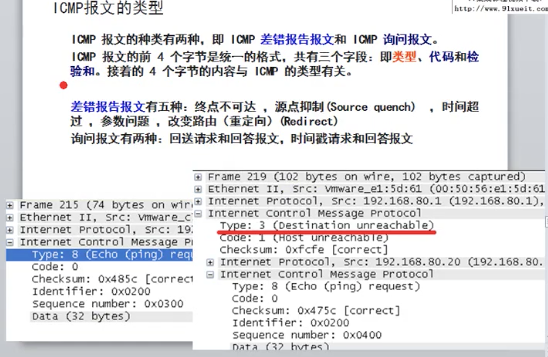 http://www.91xueit.com
ICMP报文的类型
ICMP 报文的种类有两种，即 ICMP 差错报告报文和 ICMP 询问报文。
ICMP 报文的前 4 个字节是统一的格式，共有三个字段：即类型、代码和检
验和。接着的 4 个字节的内容与 ICMP 的类型有关。
差错报告报文有五种：终点不可达 ，源点抑制(Source quench) ，时间超
过 ，参数问题 ，改变路由（重定向）(Redirect)
询问报文有两种：回送请求和回答报文，时间戳请求和回答报文
Frame 215 (74 bytes on wire
Ethernet II, Src: Vmware_c
Internet Protocol, Src: 192
Internet Control Message P
Type: 8 (Echo (ping) requ
Code: 0
Checksum: 0x485c [correct]
Identifier: 0x0200
Sequence number: 0x0300
Data (32 bytes)
Frame 219 (102 bytes on wire, 102 bytes captured)
Ethernet II, Src: Vmware_e1:5d:61 (00:50:56:e1:5d:61
Internet Protocol, Src: 192.168.80.1 (192.168.80.1),
Internet Control Message Protocol
Type: 3 (Destination unreachable)
Code: 1 (Host unreachable)
Checksum: 0xfcfe [correct]
Internet Protocol, Src: 192.168.80.20 (192.168.80.
Internet Control Message Protocol
Type: 8 (Echo (ping) request)
Code: 0
Checksum: 0x475c [correct]
Identifier: 0x0200
Sequence number: 0x0400
Data (32 bytes)